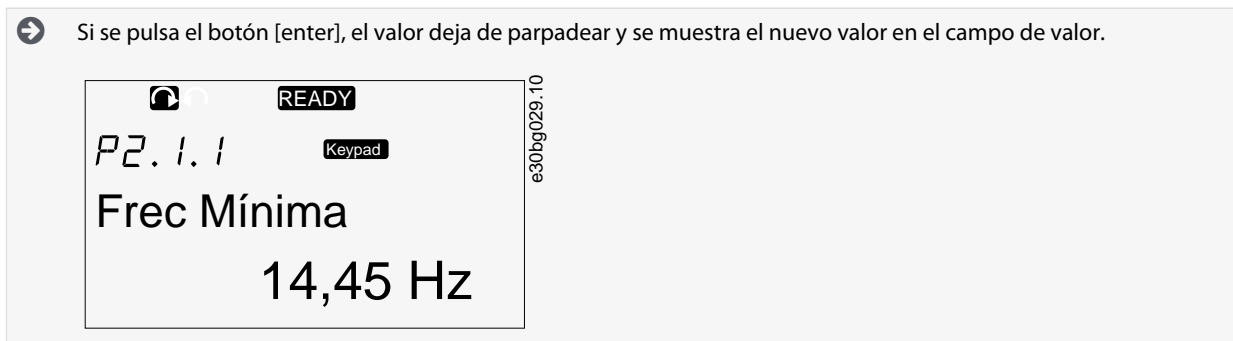 Si se pulsa el botón [enter], el valor deja de parpadear y se muestra el nuevo valor en el campo de valor.
READY
P2.1.1
Keypad
Frec Mínima
14,45 Hz
e30bg029.10